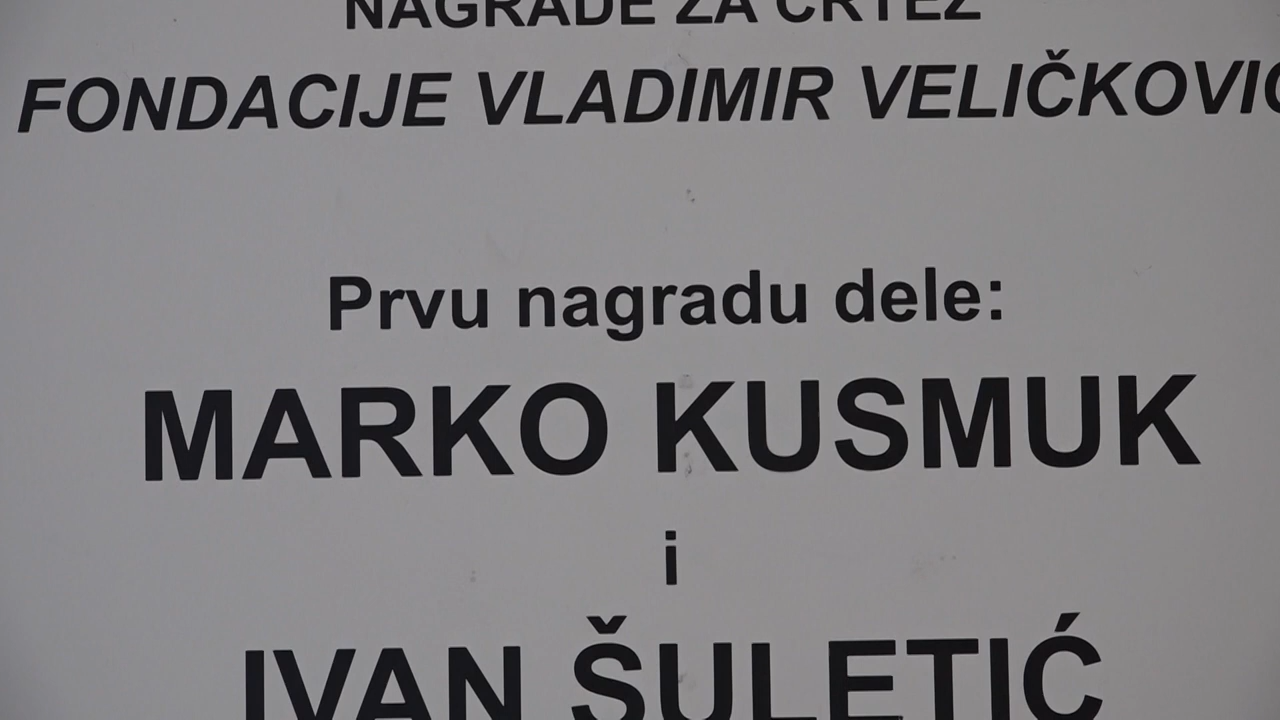 NAGRADE ZA CRTEŽ
FONDACIJE VLADIMIR VELIČKOVIĆ
Prvu nagradu dele:
MARKO KUSMUK
i
IVAN ŠULETIĆ